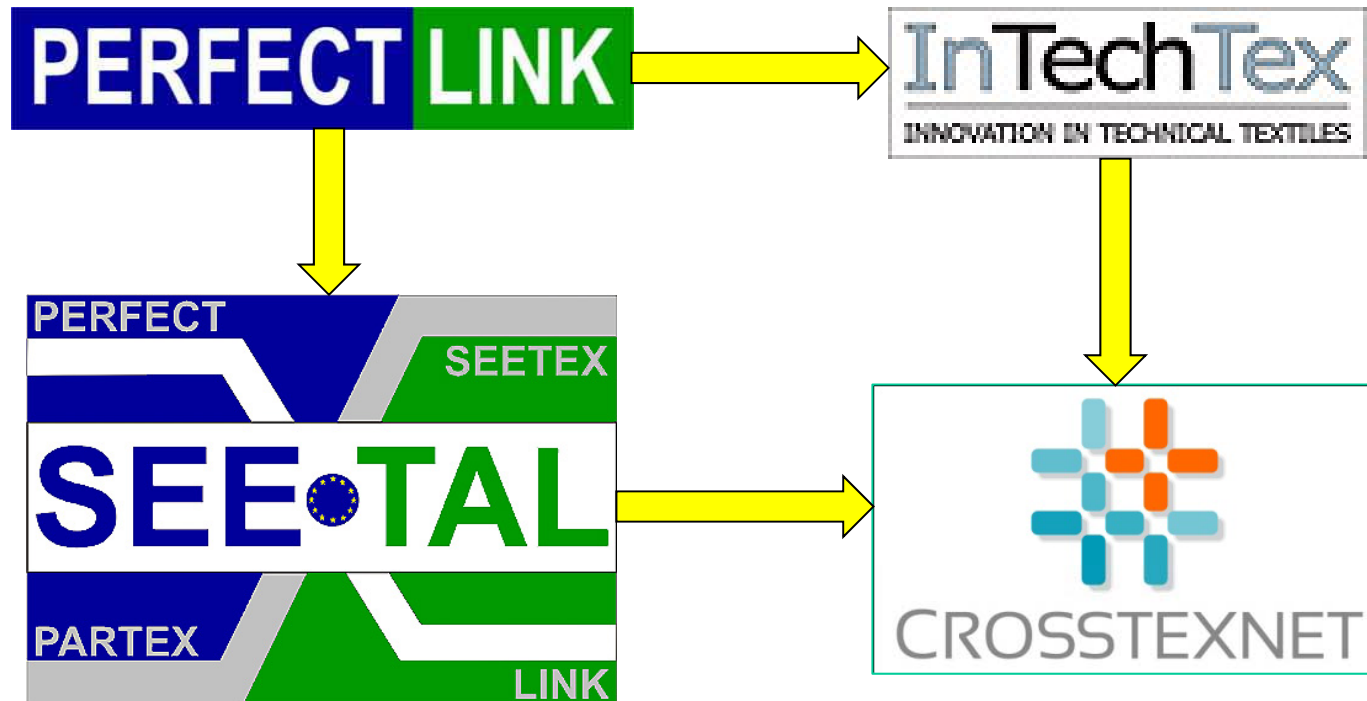 PERFECT LINK
InTechTex
INNOVATION IN TECHNICAL TEXTILES
PERFECT
SEETEX
SEE TAL
PARTEX
LINK
CROSSTEXNET